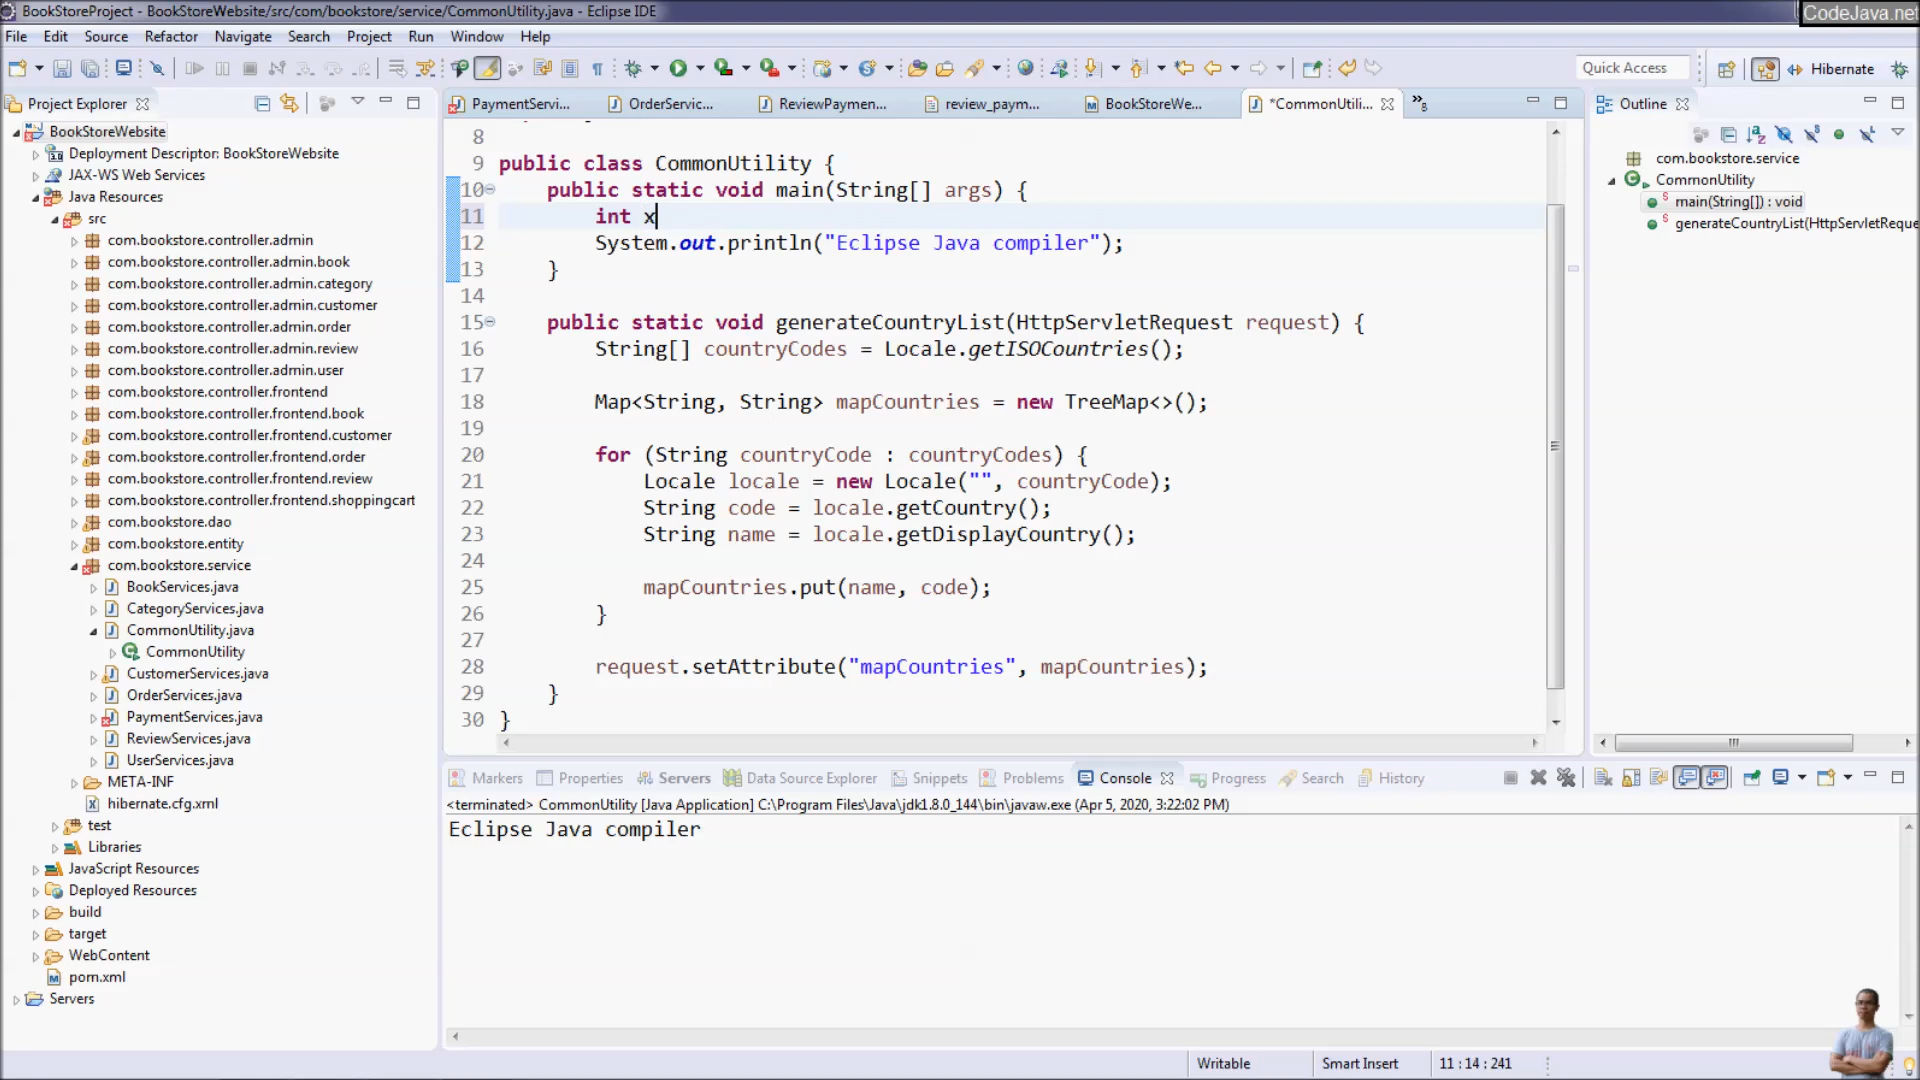 BookStoreProject - BookStoreWebsite/src/com/bookstore/service/CommonUtility.java - Eclipse IDE
CodeJava.net
File Edit Source Refactor Navigate Search Project Run Window Help
Quick Access
Hibernate
Project Explorer
BookStoreWebsite
Deployment Descriptor: BookStoreWebsite
JAX-WS Web Services
Java Resources
src
com.bookstore.controller.admin
com.bookstore.controller.admin.book
com.bookstore.controller.admin.category
com.bookstore.controller.admin.customer
com.bookstore.controller.admin.order
com.bookstore.controller.admin.review
com.bookstore.controller.admin.user
com.bookstore.controller.frontend
com.bookstore.controller.frontend.book
com.bookstore.controller.frontend.customer
com.bookstore.controller.frontend.order
com.bookstore.controller.frontend.review
com.bookstore.controller.frontend.shoppingcart
com.bookstore.dao
com.bookstore.entity
com.bookstore.service
BookServices.java
CategoryServices.java
CommonUtility.java
CommonUtility
CustomerServices.java
OrderServices.java
PaymentServices.java
ReviewServices.java
UserServices.java
META-INF
hibernate.cfg.xml
test
Libraries
JavaScript Resources
Deployed Resources
build
target
WebContent
pom.xml
Servers
PaymentServi... OrderServic... ReviewPaymen... review_paym... BookStoreWe... *CommonUtili... »8
8
9 public class CommonUtility {
10 public static void main(String[] args) {
11 int x
12 System.out.println("Eclipse Java compiler");
13 }
14
15 public static void generateCountryList(HttpServletRequest request) {
16 String[] countryCodes = Locale.getISOCountries();
17
18 Map<String, String> mapCountries = new TreeMap<>();
19
20 for (String countryCode : countryCodes) {
21 Locale locale = new Locale("", countryCode);
22 String code = locale.getCountry();
23 String name = locale.getDisplayCountry();
24
25 mapCountries.put(name, code);
26 }
27
28 request.setAttribute("mapCountries", mapCountries);
29 }
30 }
Outline
com.bookstore.service
CommonUtility
main(String[]) : void
generateCountryList(HttpServletReque
Markers Properties Servers Data Source Explorer Snippets Problems Console Progress Search History
<terminated> CommonUtility [Java Application] C:\Program Files\Java\jdk1.8.0_144\bin\javaw.exe (Apr 5, 2020, 3:22:02 PM)
Eclipse Java compiler
Writable Smart Insert 11 : 14 : 241